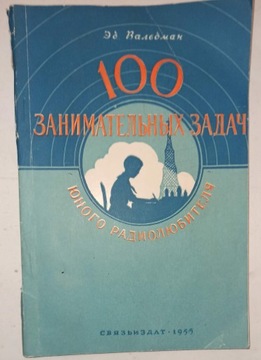 Эд Вальдман
100
ЗАНИМАТЕЛЬНЫХ ЗАДАЧ
ЮНОГО РАДИОЛЮБИТЕЛЯ
СВЯЗЬИЗДАТ - 1955